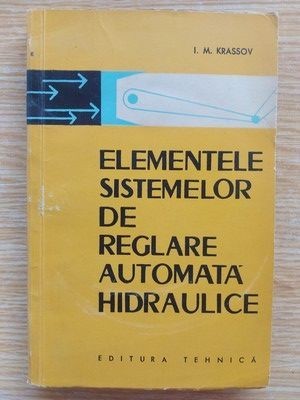 I. M. KRASSOV
ELEMENTELE
SISTEMELOR
DE
REGLARE
AUTOMATĂ
HIDRAULICE
EDITURA TEHNICĂ